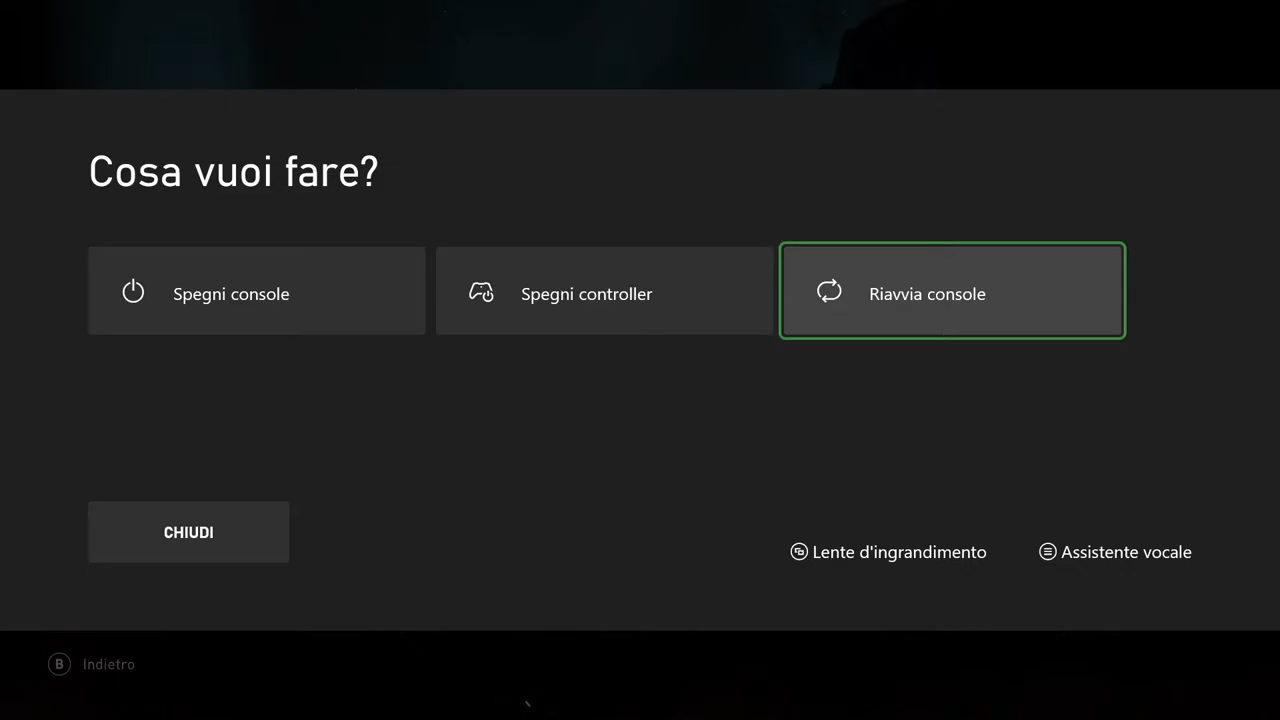 Cosa vuoi fare?
Spegni console
Spegni controller
Riavvia console
CHIUDI
Lente d'ingrandimento
Assistente vocale
B Indietro